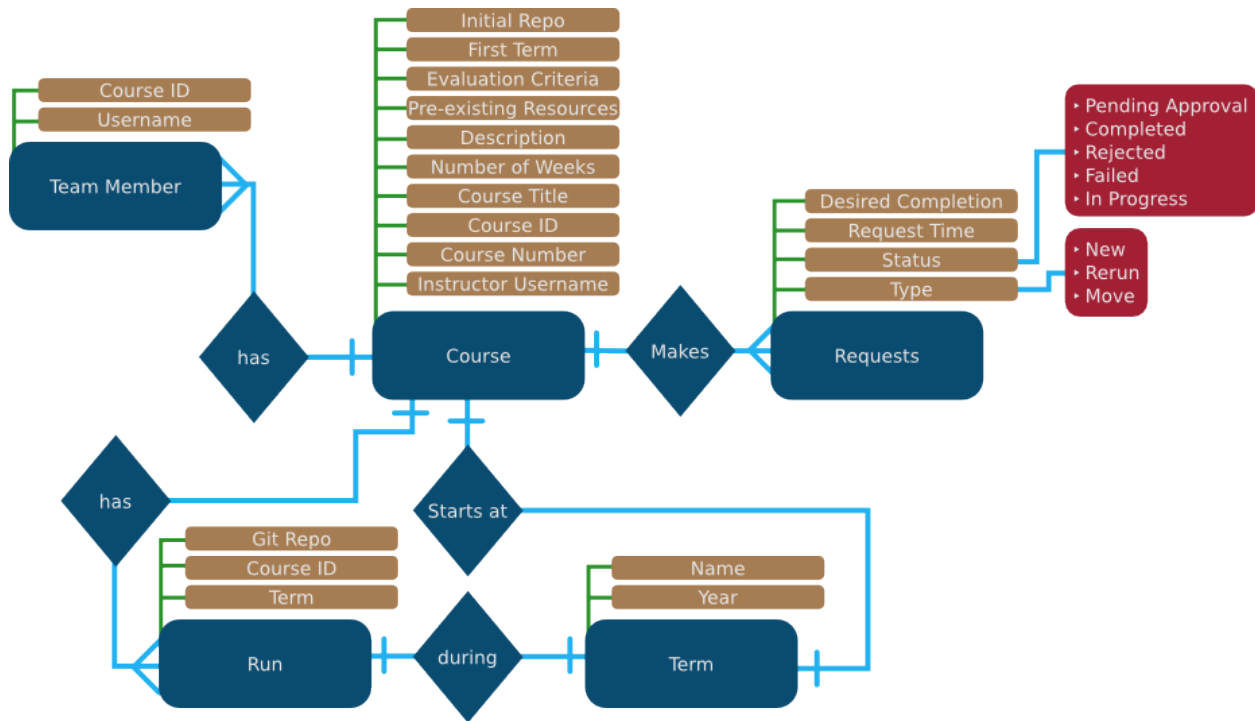 Initial Repo
First Term
Evaluation Criteria
Pre-existing Resources
Description
Number of Weeks
Course Title
Course ID
Course Number
Instructor Username
Course ID
Username
Team Member
‣ Pending Approval
‣ Completed
‣ Rejected
‣ Failed
‣ In Progress
Desired Completion
Request Time
Status
Type
‣ New
‣ Rerun
‣ Move
has
Course
Makes
Requests
has
Starts at
Git Repo
Course ID
Term
Name
Year
Run
during
Term